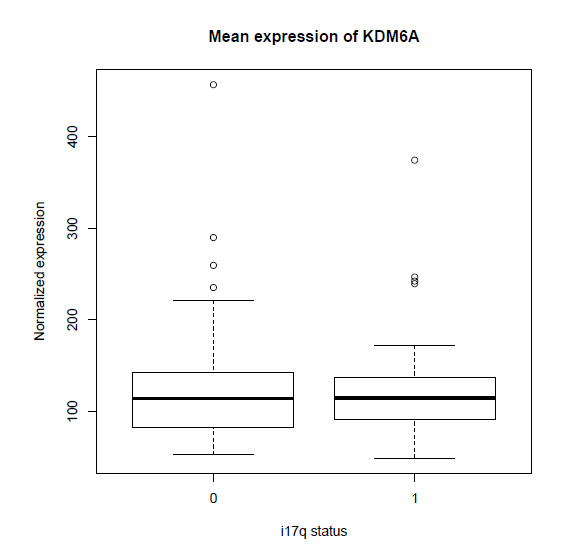 Mean expression of KDM6A
Normalized expression
400
300
200
100
0
1
i17q status